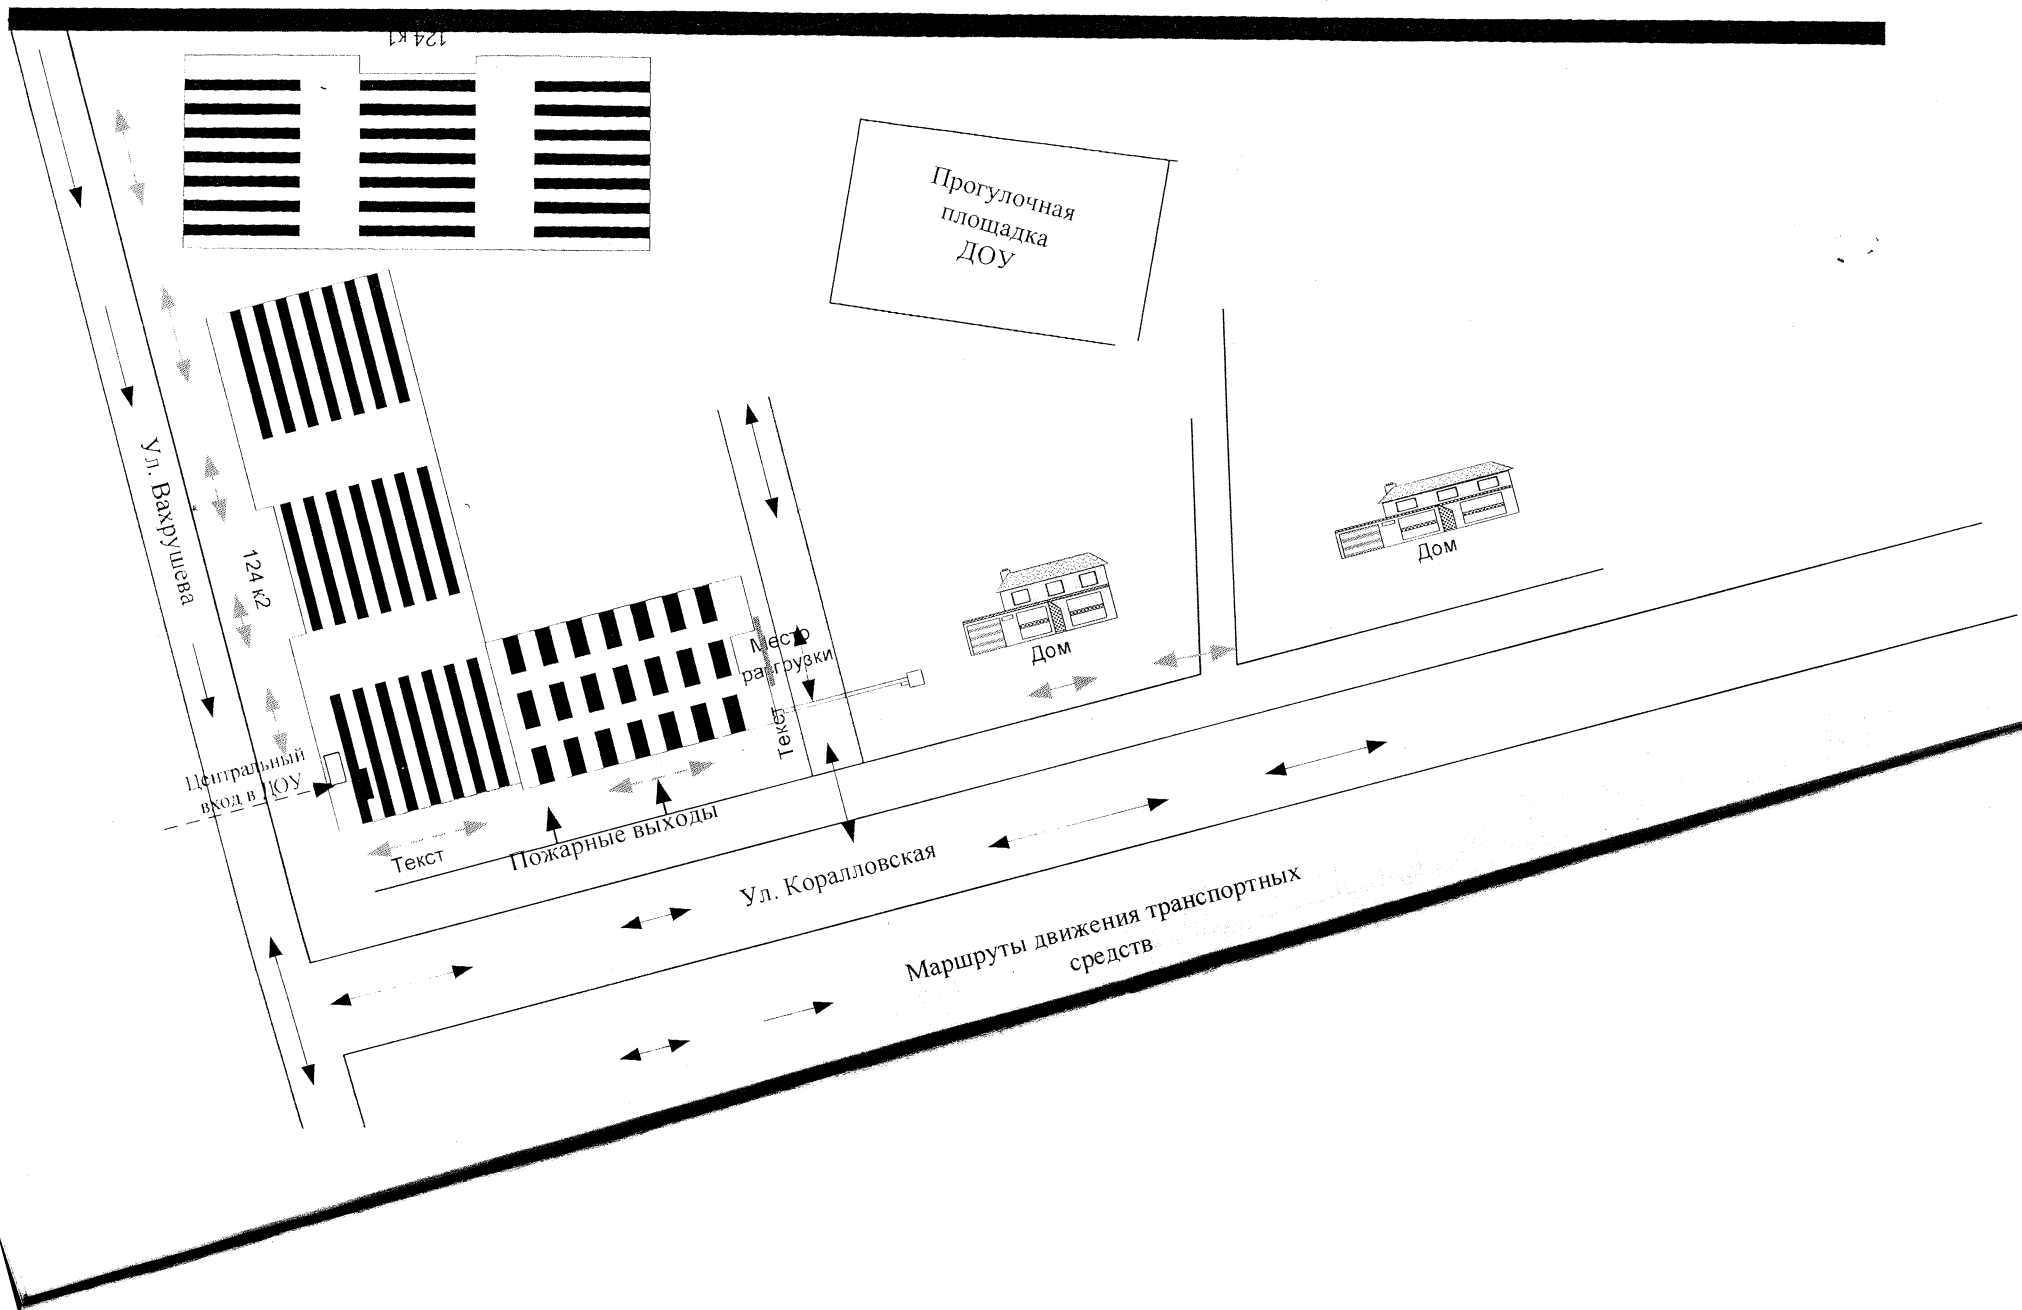 124 к1
Прогулочная
площадка
ДОУ
Ул. Вахрушева
124 к2
Дом
Дом
Место
разгрузки
Текст
Центральный
вход в ДОУ
Текст
Пожарные выходы
Ул. Коралловская
Маршруты движения транспортных
средств